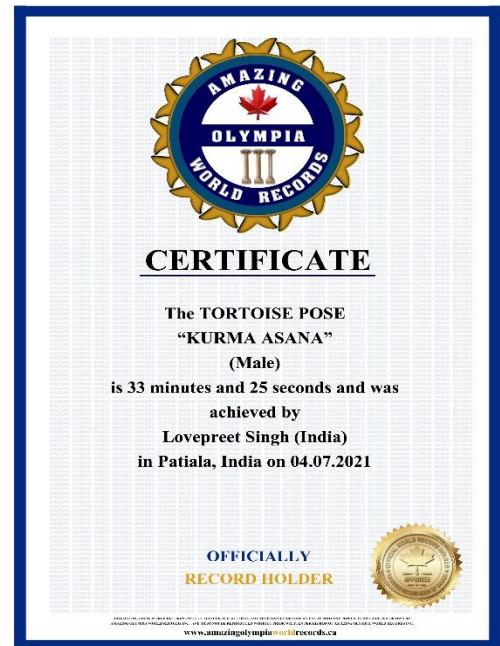 AMAZING
OLYMPIA
WORLD RECORDS
CERTIFICATE
The TORTOISE POSE
“KURMA ASANA”
(Male)
is 33 minutes and 25 seconds and was
achieved by
Lovepreet Singh (India)
in Patiala, India on 04.07.2021
OFFICIALLY
RECORD HOLDER
www.amazingolympiaworldrecords.ca